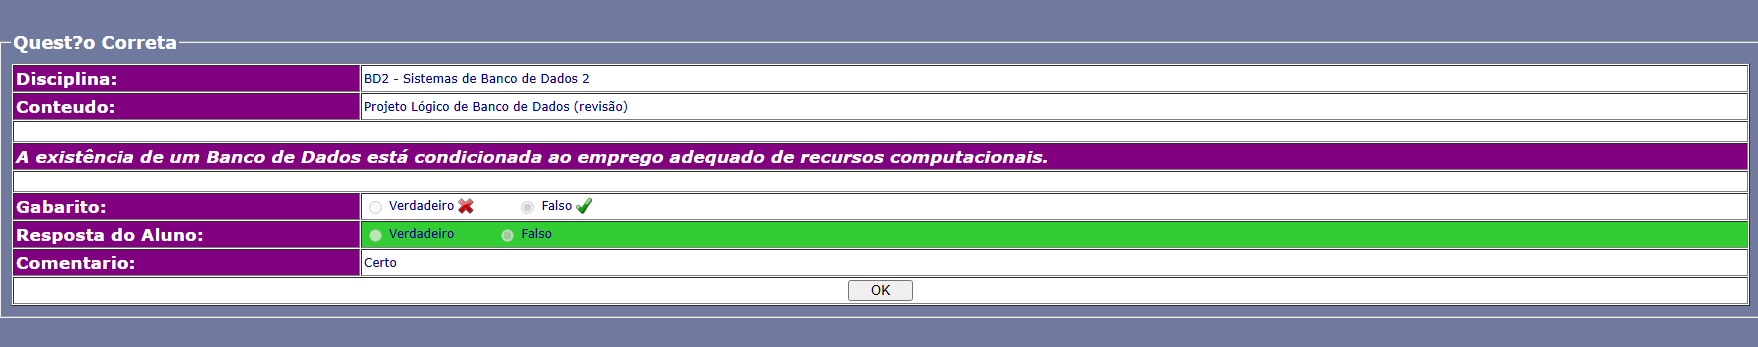 Quest?o Correta
Disciplina: BD2 - Sistemas de Banco de Dados 2
Conteudo: Projeto Lógico de Banco de Dados (revisão)
A existência de um Banco de Dados está condicionada ao emprego adequado de recursos computacionais.
Gabarito: Verdadeiro Falso
Resposta do Aluno: Verdadeiro Falso
Comentario: Certo
OK